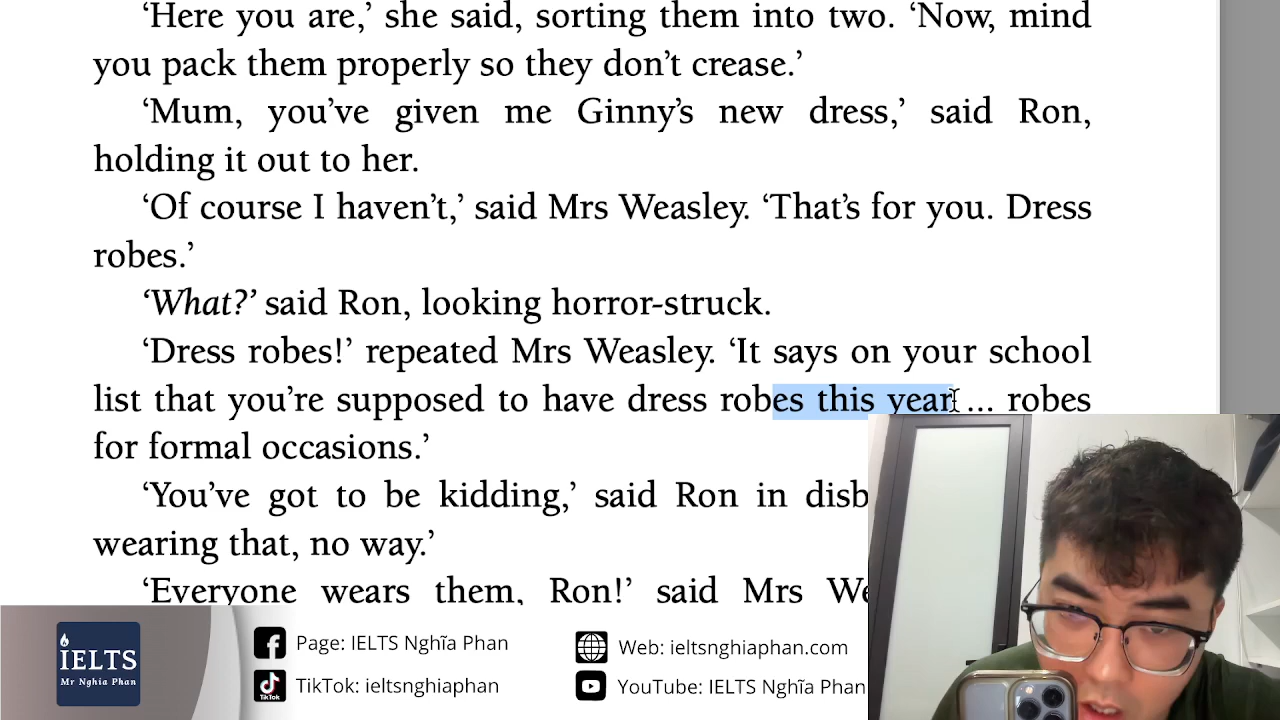 ‘Here you are,’ she said, sorting them into two. ‘Now, mind
you pack them properly so they don’t crease.’
‘Mum, you’ve given me Ginny’s new dress,’ said Ron,
holding it out to her.
‘Of course I haven’t,’ said Mrs Weasley. ‘That’s for you. Dress
robes.’
‘What?’ said Ron, looking horror-struck.
‘Dress robes!’ repeated Mrs Weasley. ‘It says on your school
list that you’re supposed to have dress robes this year ... robes
for formal occasions.’
‘You’ve got to be kidding,’ said Ron in
wearing that, no way.’
‘Everyone wears them, Ron!’ said Mrs
IELTS
Mr Nghia Phan
Page: IELTS Nghĩa Phan
TikTok
TikTok: ieltsnghiaphan
Web: ieltsnghiaphan.com
YouTube: IELTS Nghĩa Phan